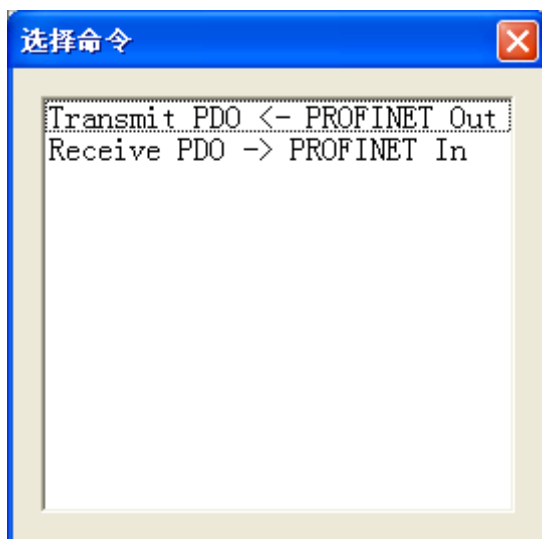 选择命令
Transmit PDO <- PROFINET Out
Receive PDO -> PROFINET In